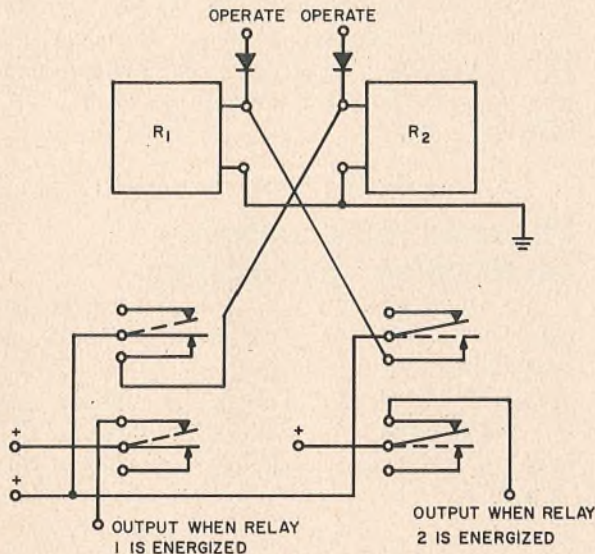 OPERATE OPERATE
R1 R2
+ +
+
OUTPUT WHEN RELAY
1 IS ENERGIZED
OUTPUT WHEN RELAY
2 IS ENERGIZED